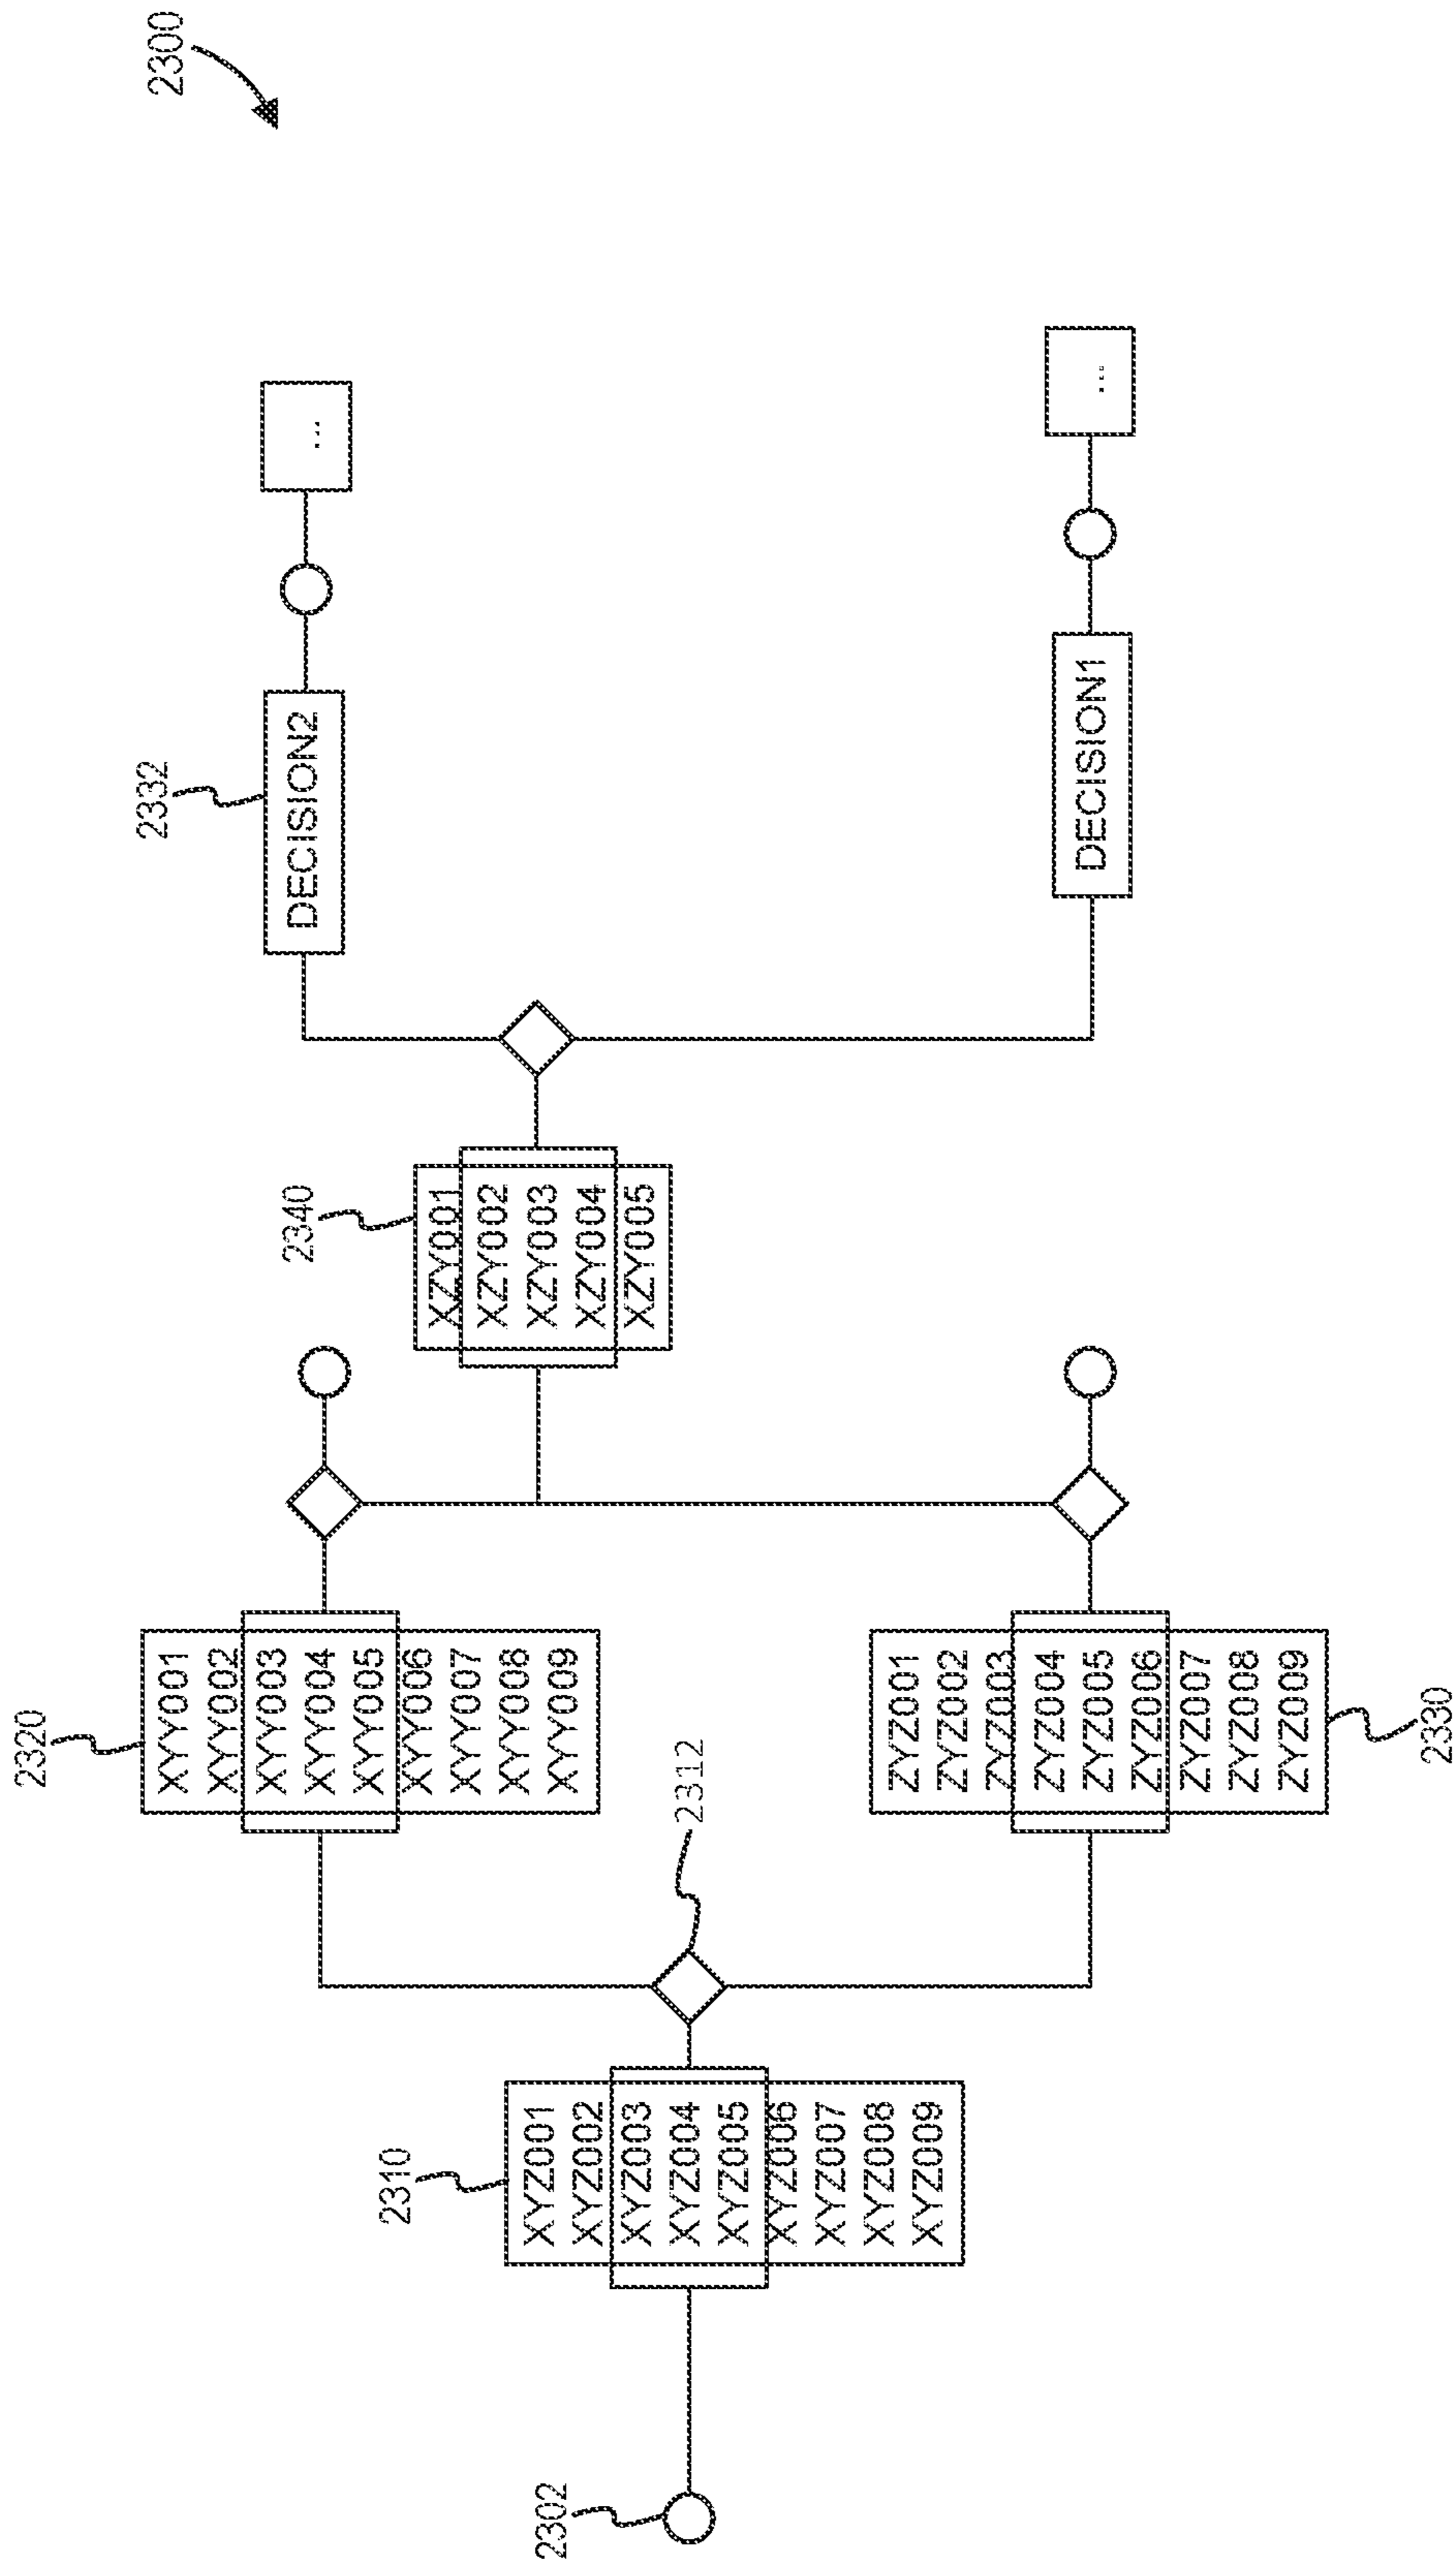 2300
2302
2310
XYZ001
XYZ002
XYZ003
XYZ004
XYZ005
XYZ006
XYZ007
XYZ008
XYZ009
2312
2320
XYY001
XYY002
XYY003
XYY004
XYY005
XYY006
XYY007
XYY008
XYY009
ZYZ001
ZYZ002
ZYZ003
ZYZ004
ZYZ005
ZYZ006
ZYZ007
ZYZ008
ZYZ009
2330
2340
XZY001
XZY002
XZY003
XZY004
XZY005
2332
DECISION2
...
DECISION1
...